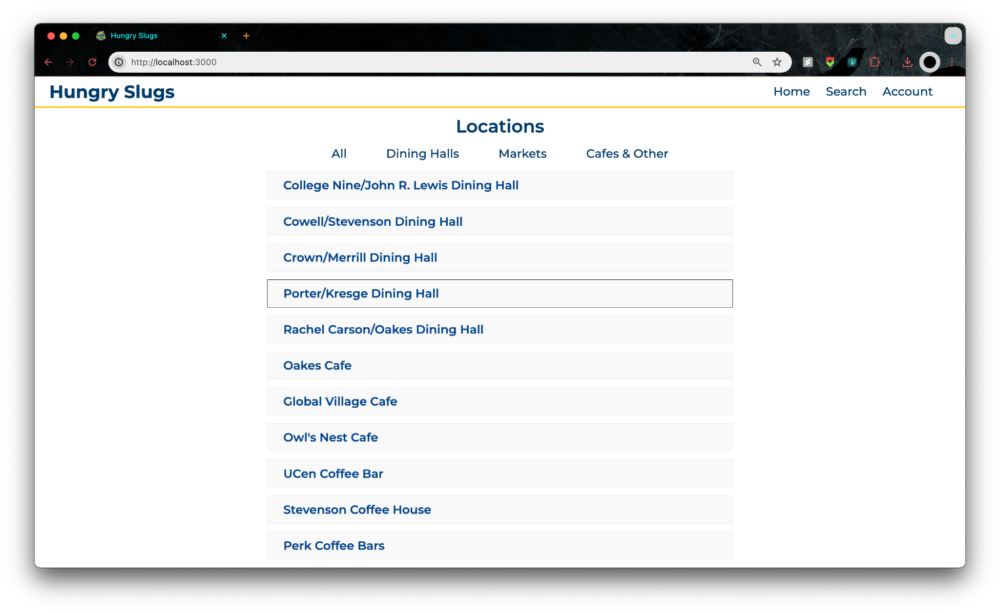 Hungry Slugs
http://localhost:3000
Hungry Slugs
Home Search Account
Locations
All Dining Halls Markets Cafes & Other
College Nine/John R. Lewis Dining Hall
Cowell/Stevenson Dining Hall
Crown/Merrill Dining Hall
Porter/Kresge Dining Hall
Rachel Carson/Oakes Dining Hall
Oakes Cafe
Global Village Cafe
Owl's Nest Cafe
UCen Coffee Bar
Stevenson Coffee House
Perk Coffee Bars